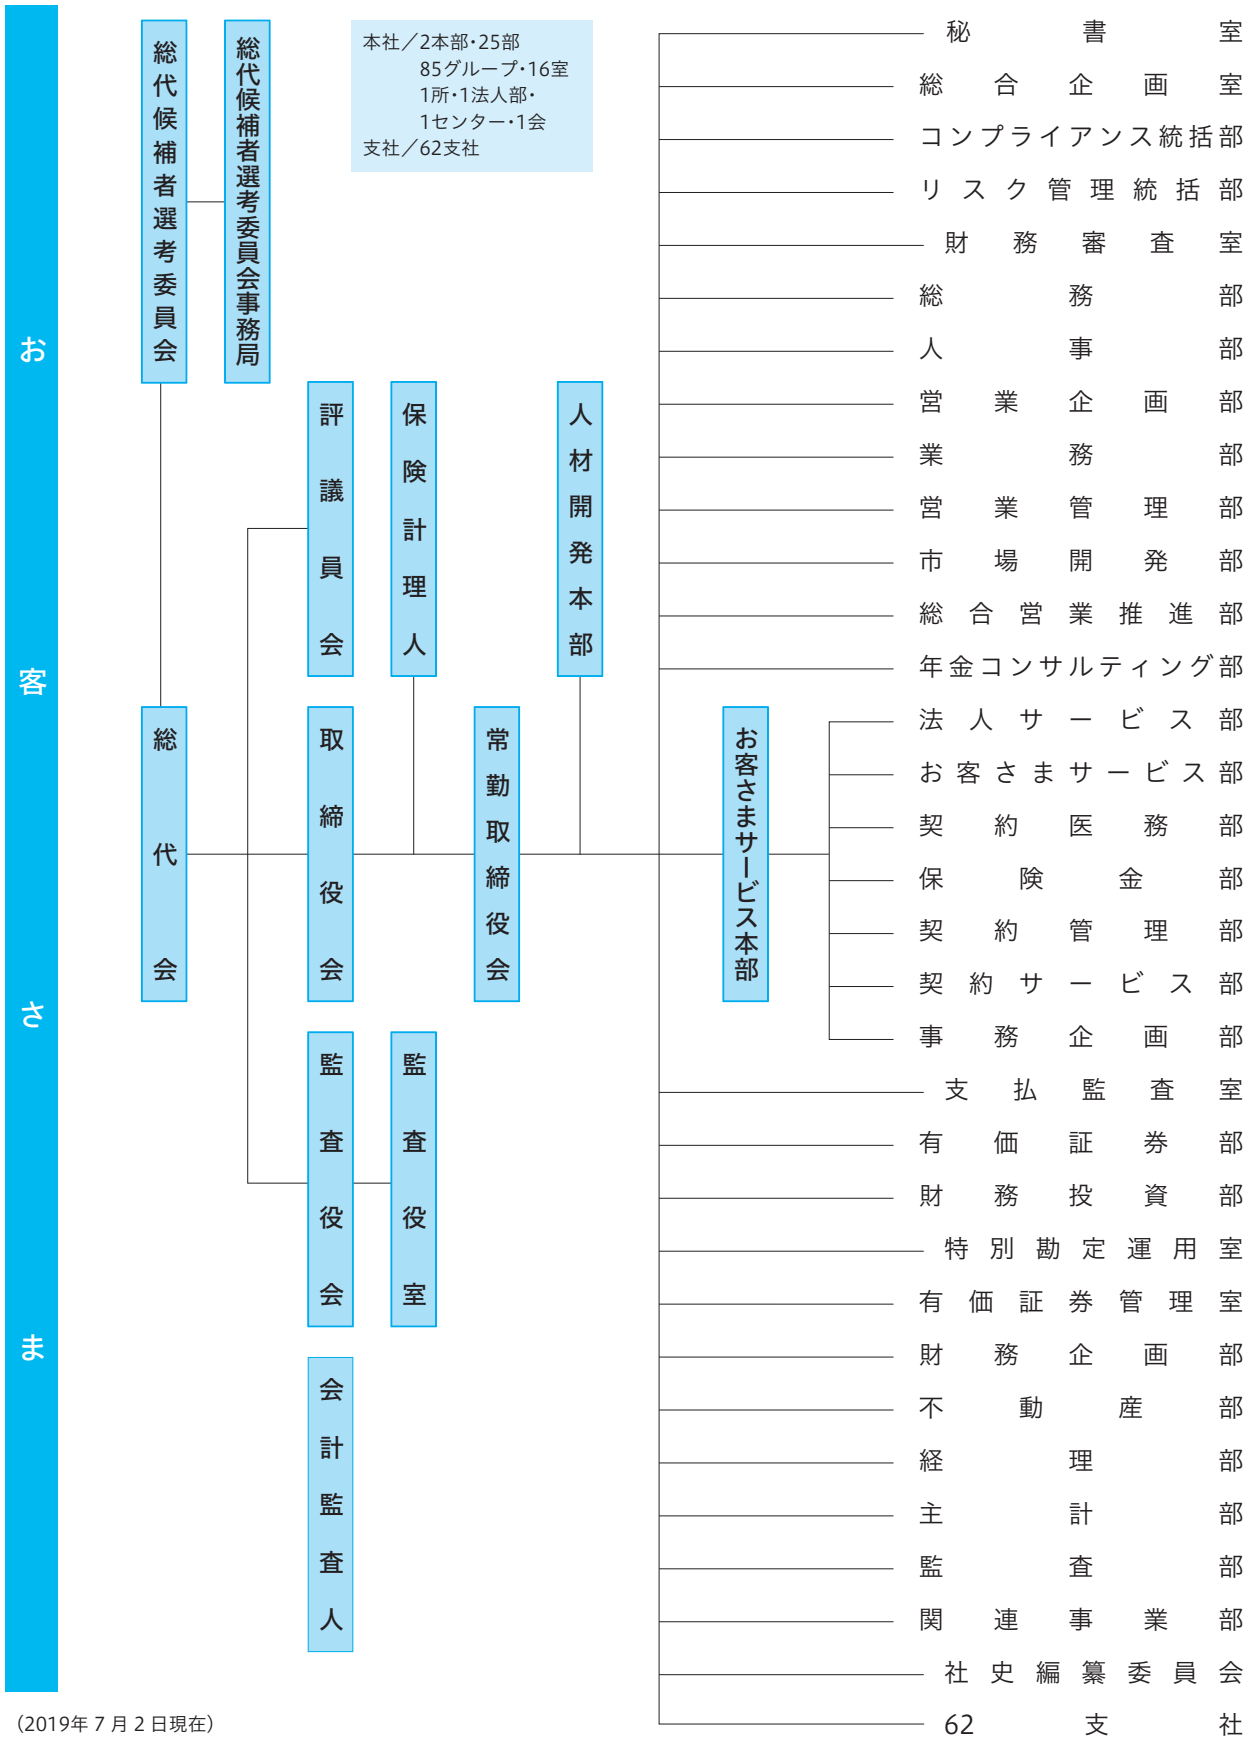 お客さま
総代候補者選考委員会
総代候補者選考委員会事務局
本社／2本部・25部
85グループ・16室
1所・1法人部・
1センター・1会
支社／62支社
評議員会
保険計理人
人材開発本部
総代会
取締役会
常勤取締役会
お客さまサービス本部
監査役会
監査役室
会計監査人
秘書室
総合企画室
コンプライアンス統括部
リスク管理統括部
財務審査室
総務部
人事部
営業企画部
業務部
営業管理部
市場開発部
総合営業推進部
年金コンサルティング部
法人サービス部
お客さまサービス部
契約医務部
保険金部
契約管理部
契約サービス部
事務企画部
支払監査室
有価証券部
財務投資部
特別勘定運用室
有価証券管理室
財務企画部
不動産部
経理部
主計部
監査部
関連事業部
社史編纂委員会
62支社
（2019年7月2日現在）